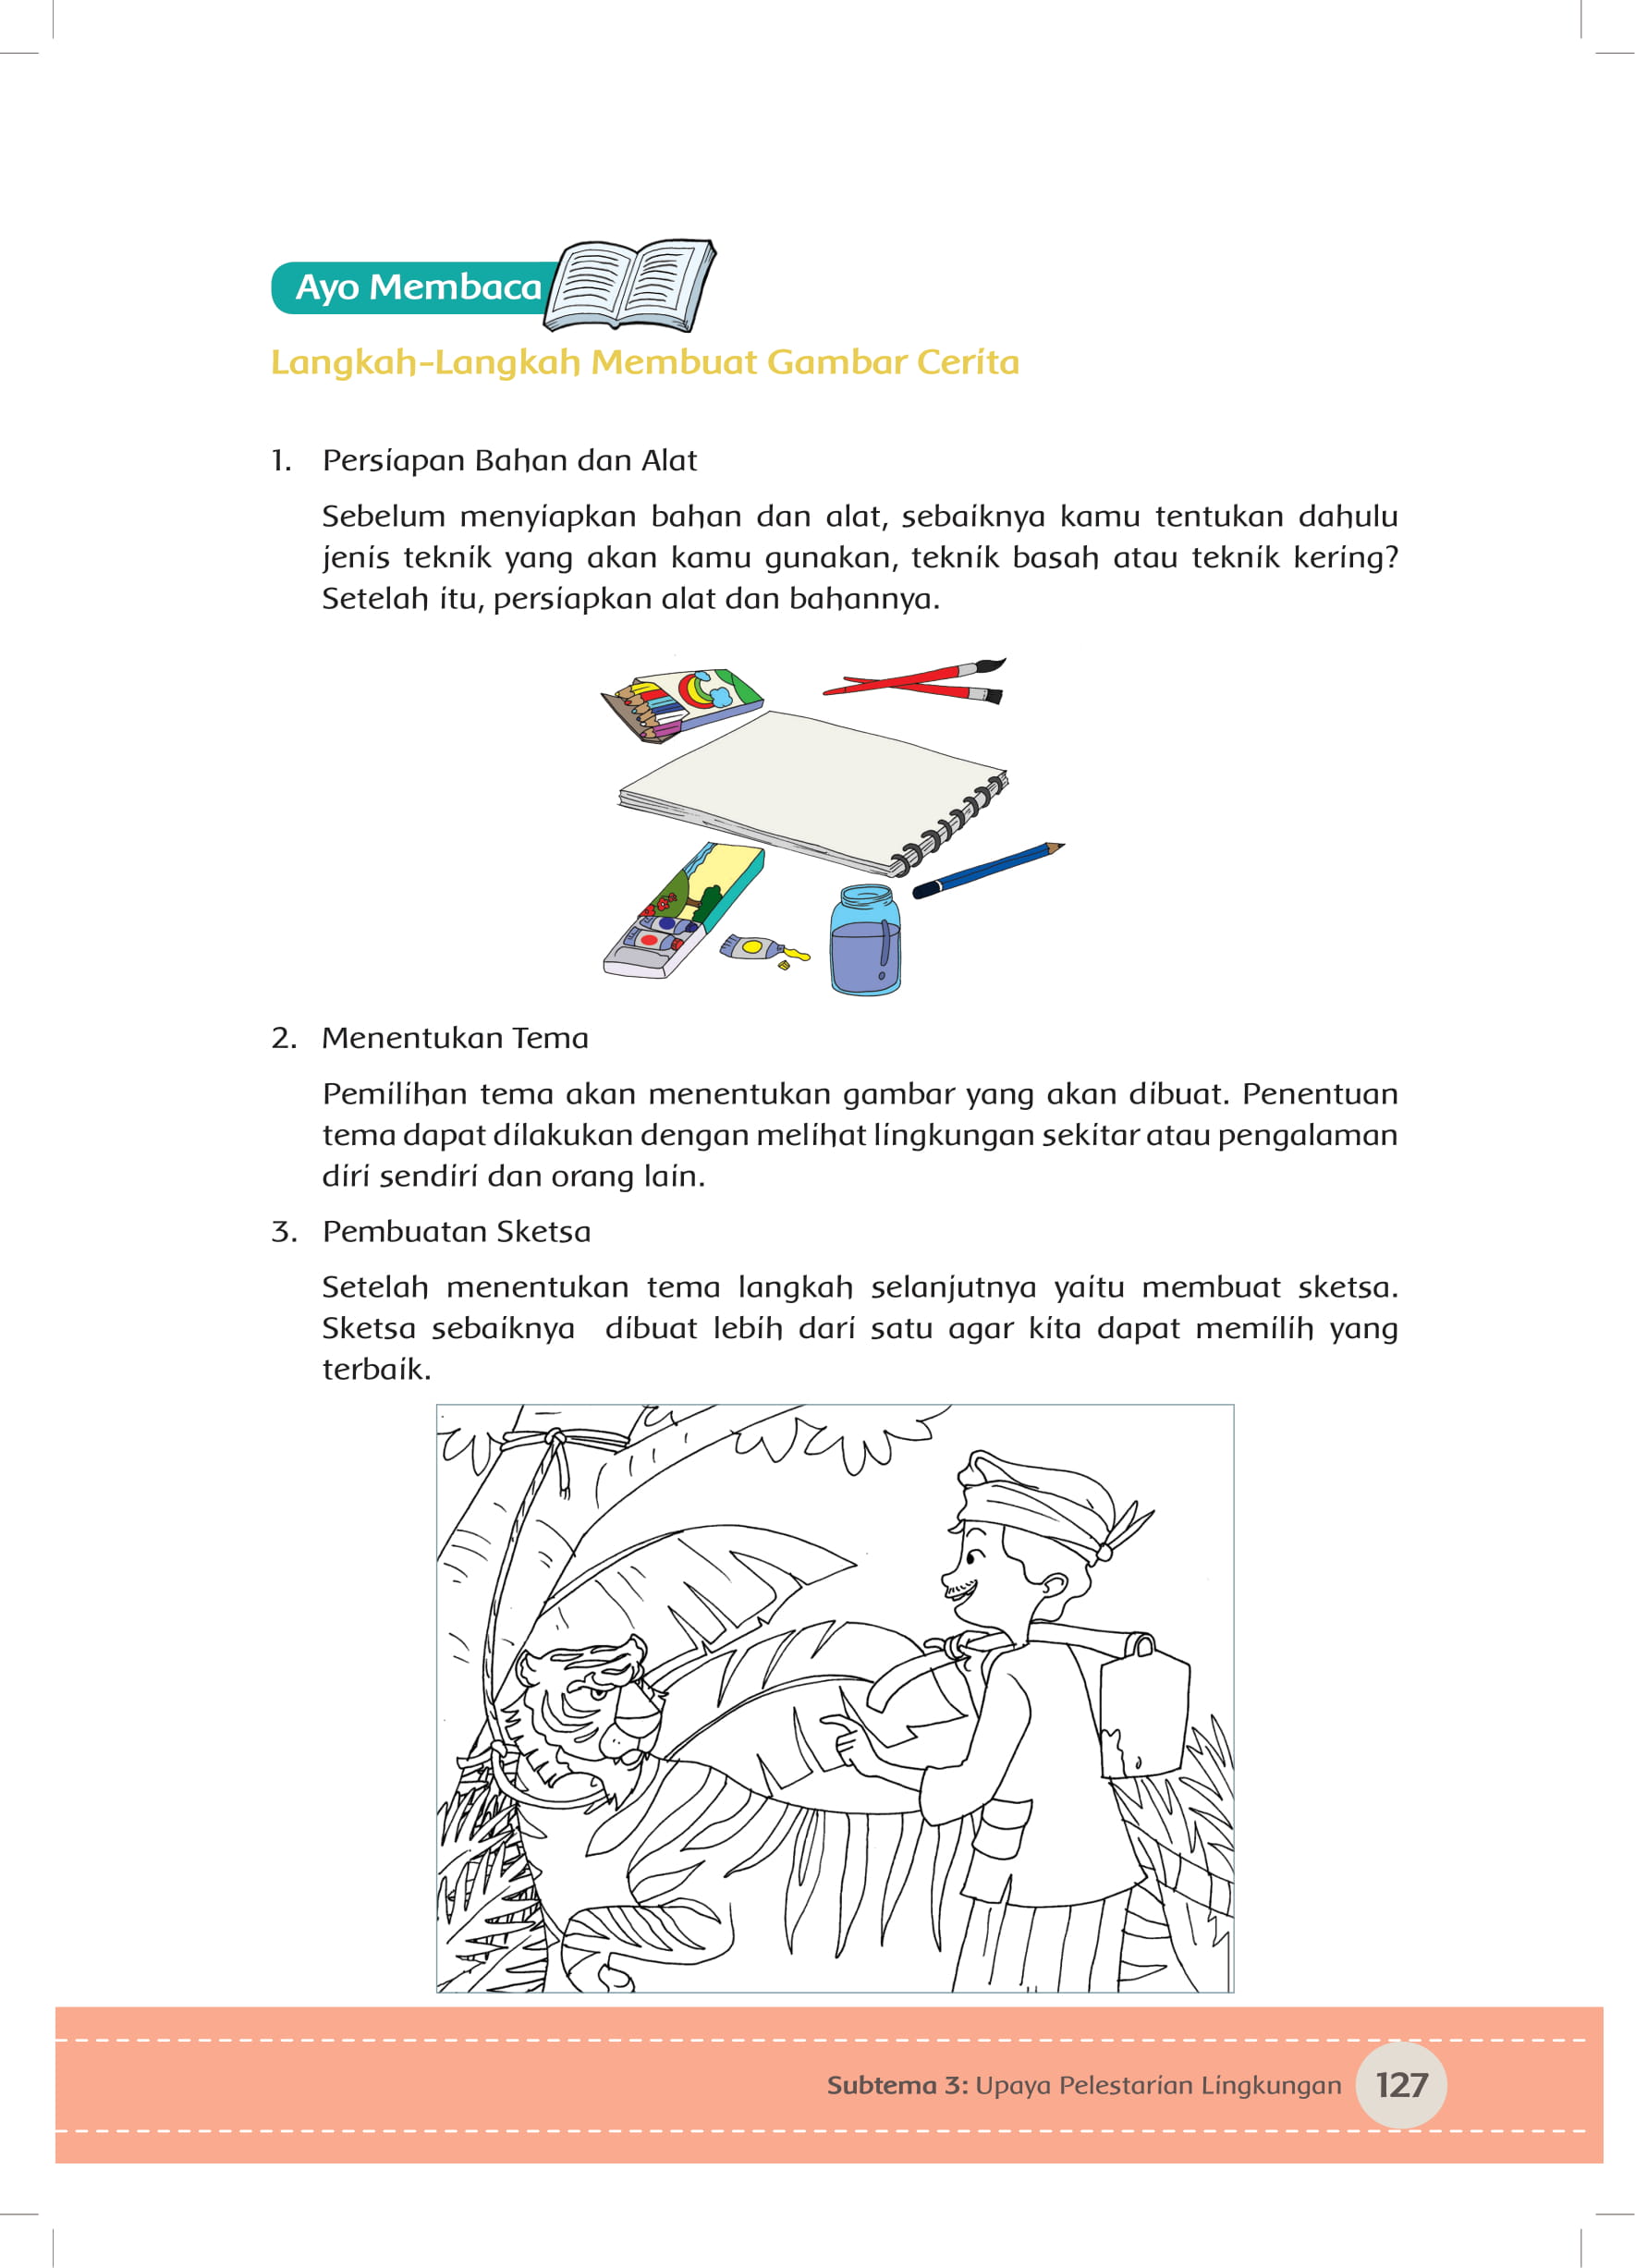 Ayo Membaca
Langkah-Langkah Membuat Gambar Cerita
1. Persiapan Bahan dan Alat
Sebelum menyiapkan bahan dan alat, sebaiknya kamu tentukan dahulu
jenis teknik yang akan kamu gunakan, teknik basah atau teknik kering?
Setelah itu, persiapkan alat dan bahannya.
2. Menentukan Tema
Pemilihan tema akan menentukan gambar yang akan dibuat. Penentuan
tema dapat dilakukan dengan melihat lingkungan sekitar atau pengalaman
diri sendiri dan orang lain.
3. Pembuatan Sketsa
Setelah menentukan tema langkah selanjutnya yaitu membuat sketsa.
Sketsa sebaiknya dibuat lebih dari satu agar kita dapat memilih yang
terbaik.
Subtema 3: Upaya Pelestarian Lingkungan 127